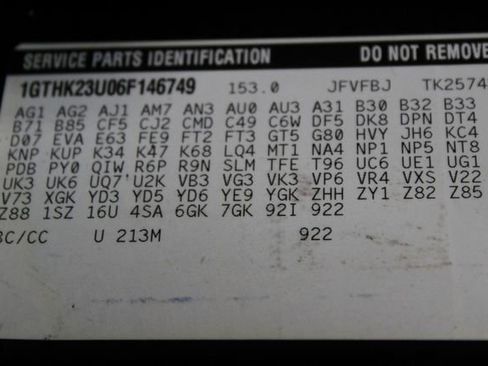 SERVICE PARTS IDENTIFICATION DO NOT REMOVE
1GTHK23U06F146749 153.0 JFVFBJ TK2574
AG1 AG2 AJ1 AM7 AN3 AU0 AU3 A31 B30 B32 B33
B71 B85 CF5 CJ2 CMD C49 C6W DF5 DK8 DPN DT4
D07 EVA E63 FE9 FT2 FT3 GT5 G80 HVY JH6 KC4
KNP KUP K34 K47 K68 LQ4 MT1 NA4 NP1 NP5 NT8
PDB PY0 QIW R6P R9N SLM TFE T96 UC6 UE1 UG1
UK3 UK6 UQ7 U2K VB3 VG3 VK3 VP6 VR4 VXS V22
V73 XGK YD3 YD5 YD6 YE9 YGK ZHH ZY1 Z82 Z85
Z88 1SZ 16U 4SA 6GK 7GK 92I 922
BC/CC U 213M 922